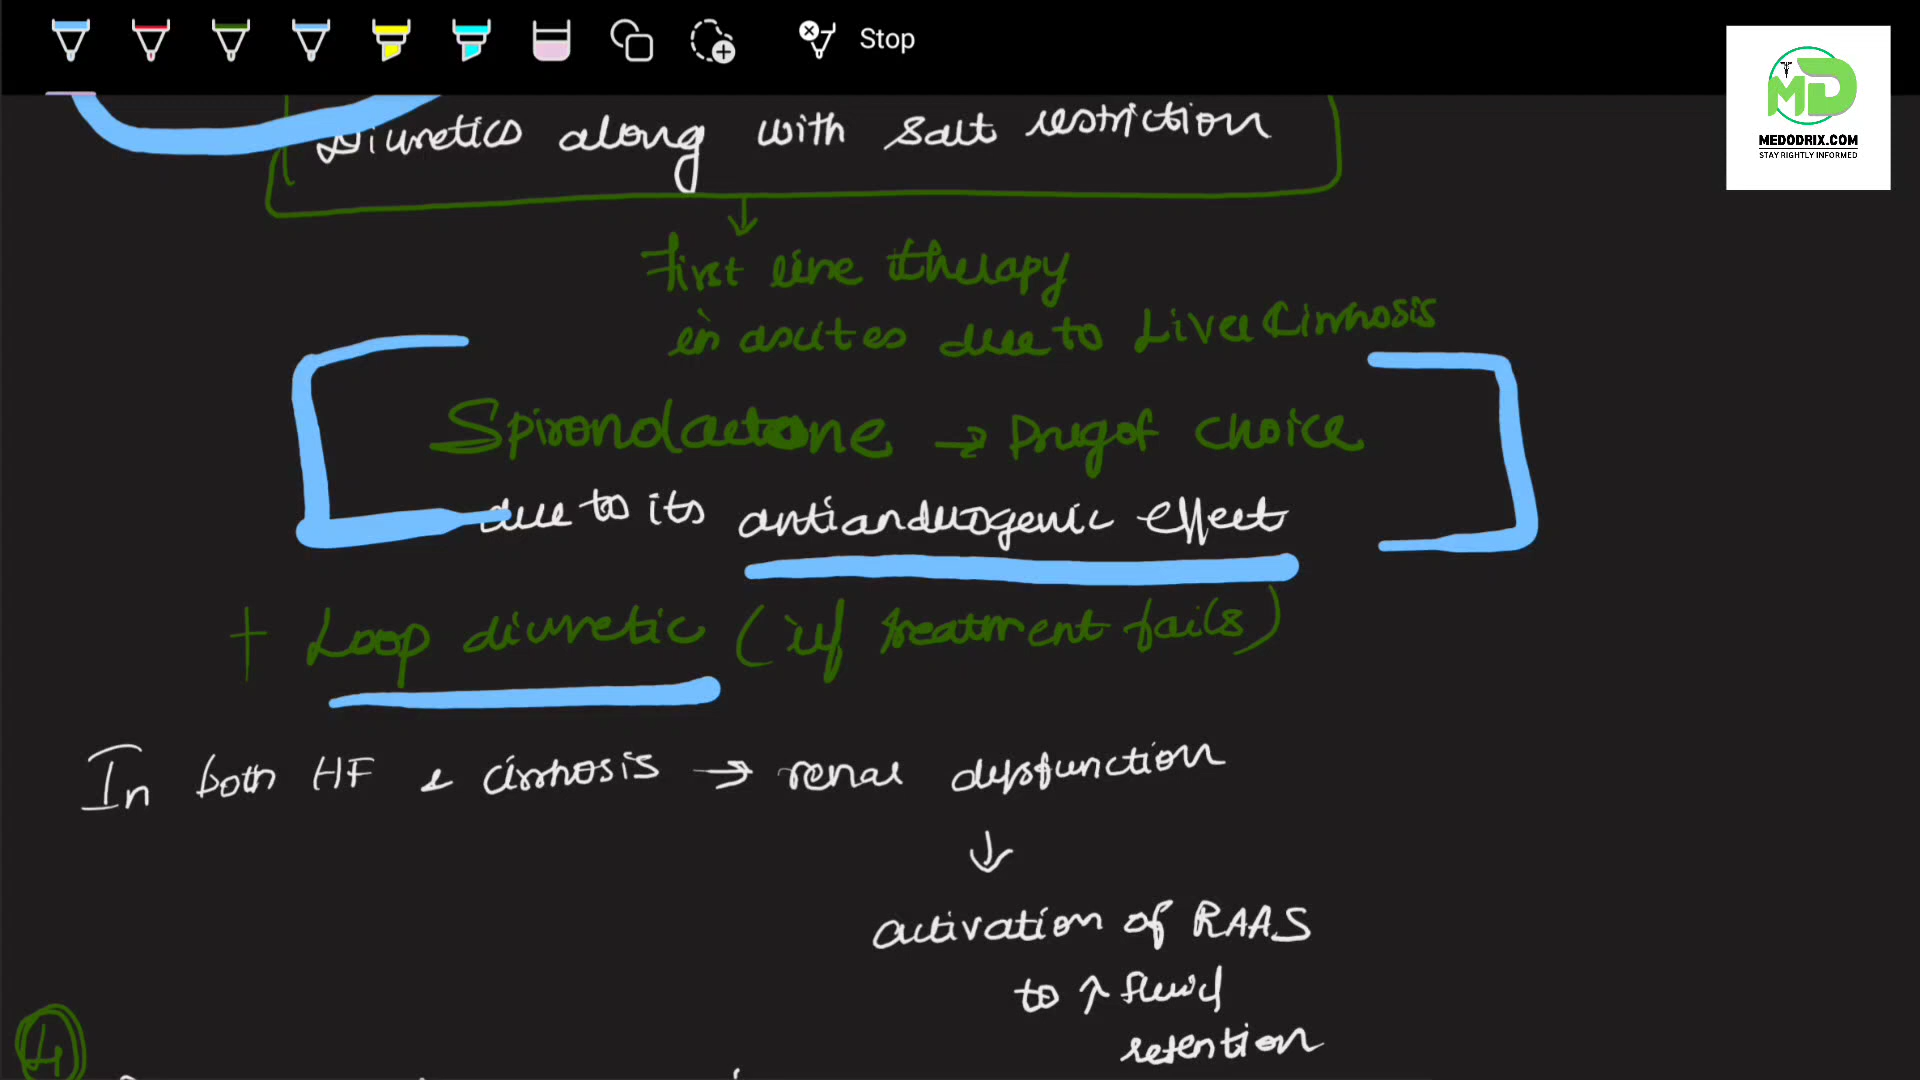 Stop
MEDODRIX.COM
STAY RIGHTLY INFORMED
Diuretics along with salt restriction
First line therapy
in ascites due to Liver Cirrhosis
Spironolactone → Drug of choice
due to its antiandrogenic effect
+ Loop diuretic (if treatment fails)
In both HF & cirrhosis → renal dysfunction
↓
activation of RAAS
to ↑ fluid
retention
4